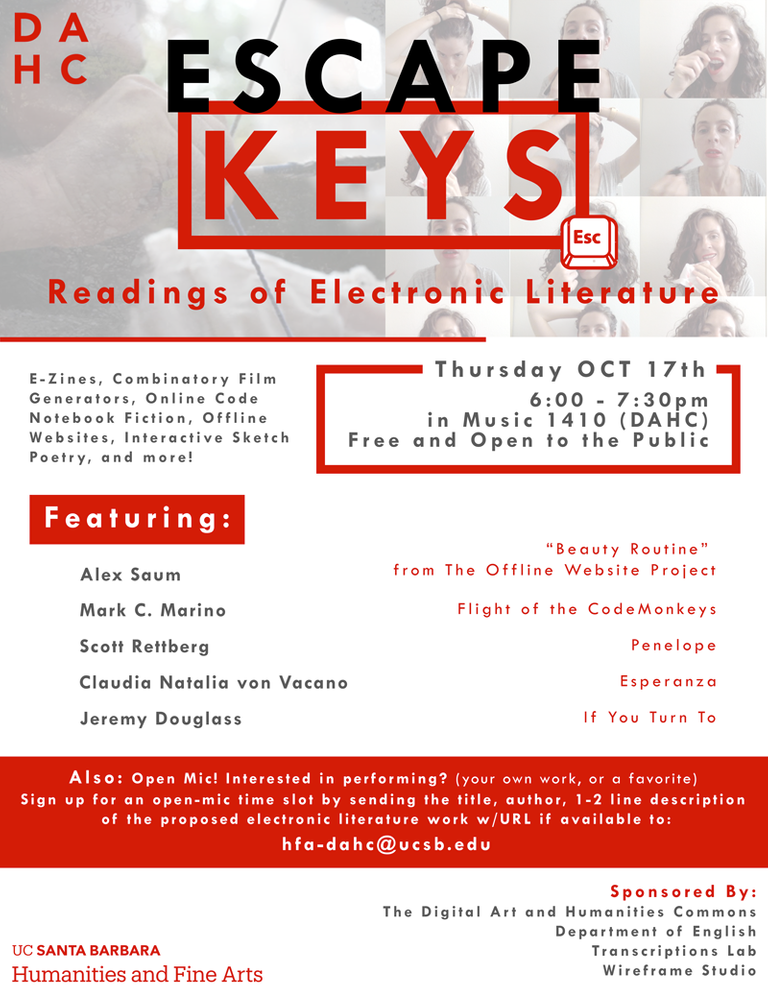 DA
HC
ESCAPE
KEYS
Esc
Readings of Electronic Literature
E-Zines, Combinatory Film
Generators, Online Code
Notebook Fiction, Offline
Websites, Interactive Sketch
Poetry, and more!
Thursday OCT 17th
6:00 - 7:30pm
in Music 1410 (DAHC)
Free and Open to the Public
Featuring:
Alex Saum
“Beauty Routine”
from The Offline Website Project
Mark C. Marino
Flight of the CodeMonkeys
Scott Rettberg
Penelope
Claudia Natalia von Vacano
Esperanza
Jeremy Douglass
If You Turn To
Also: Open Mic! Interested in performing? (your own work, or a favorite)
Sign up for an open-mic time slot by sending the title, author, 1-2 line description
of the proposed electronic literature work w/URL if available to:
hfa-dahc@ucsb.edu
Sponsored By:
The Digital Art and Humanities Commons
Department of English
Transcriptions Lab
Wireframe Studio
UC SANTA BARBARA
Humanities and Fine Arts